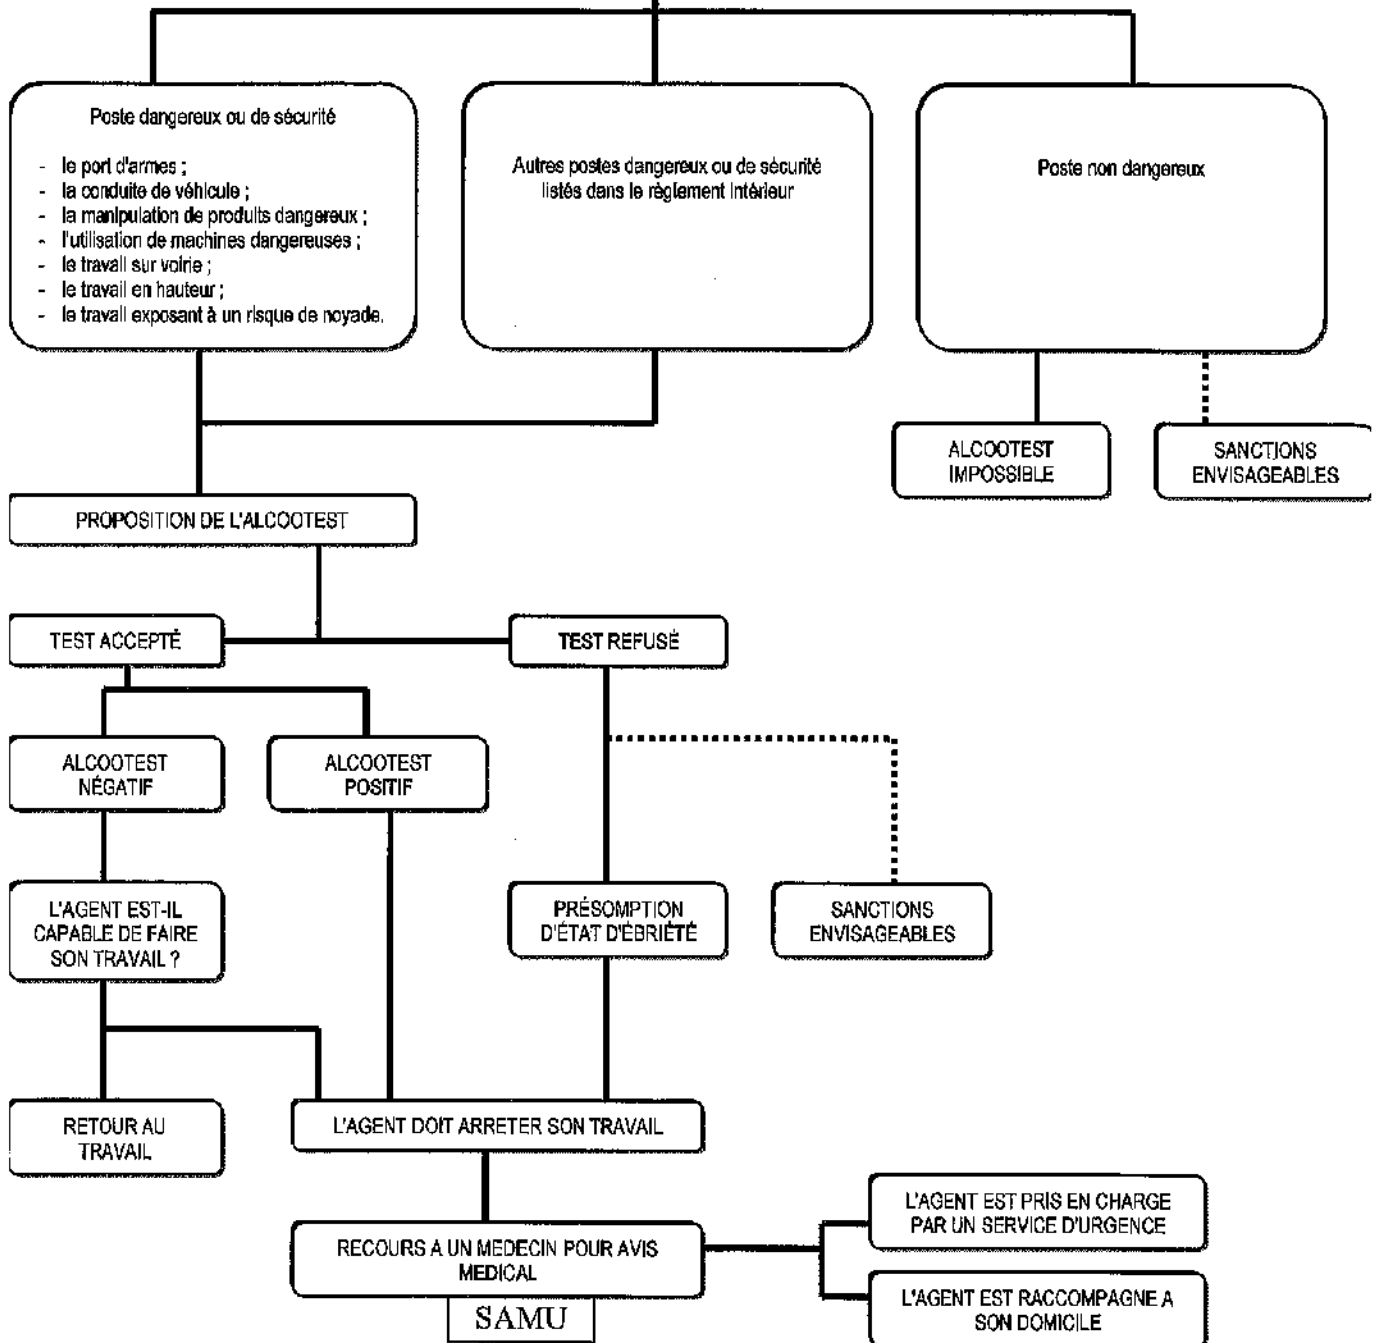 Poste dangereux ou de sécurité
- le port d'armes ;
- la conduite de véhicule ;
- la manipulation de produits dangereux ;
- l'utilisation de machines dangereuses ;
- le travail sur voirie ;
- le travail en hauteur ;
- le travail exposant à un risque de noyade.
Autres postes dangereux ou de sécurité
listés dans le règlement intérieur
Poste non dangereux
ALCOOTEST
IMPOSSIBLE
SANCTIONS
ENVISAGEABLES
PROPOSITION DE L'ALCOOTEST
TEST ACCEPTÉ
TEST REFUSÉ
ALCOOTEST
NÉGATIF
ALCOOTEST
POSITIF
L'AGENT EST-IL
CAPABLE DE FAIRE
SON TRAVAIL ?
PRÉSOMPTION
D'ÉTAT D'ÉBRIÉTÉ
SANCTIONS
ENVISAGEABLES
RETOUR AU
TRAVAIL
L'AGENT DOIT ARRETER SON TRAVAIL
RECOURS A UN MEDECIN POUR AVIS
MEDICAL
SAMU
L'AGENT EST PRIS EN CHARGE
PAR UN SERVICE D'URGENCE
L'AGENT EST RACCOMPAGNE A
SON DOMICILE